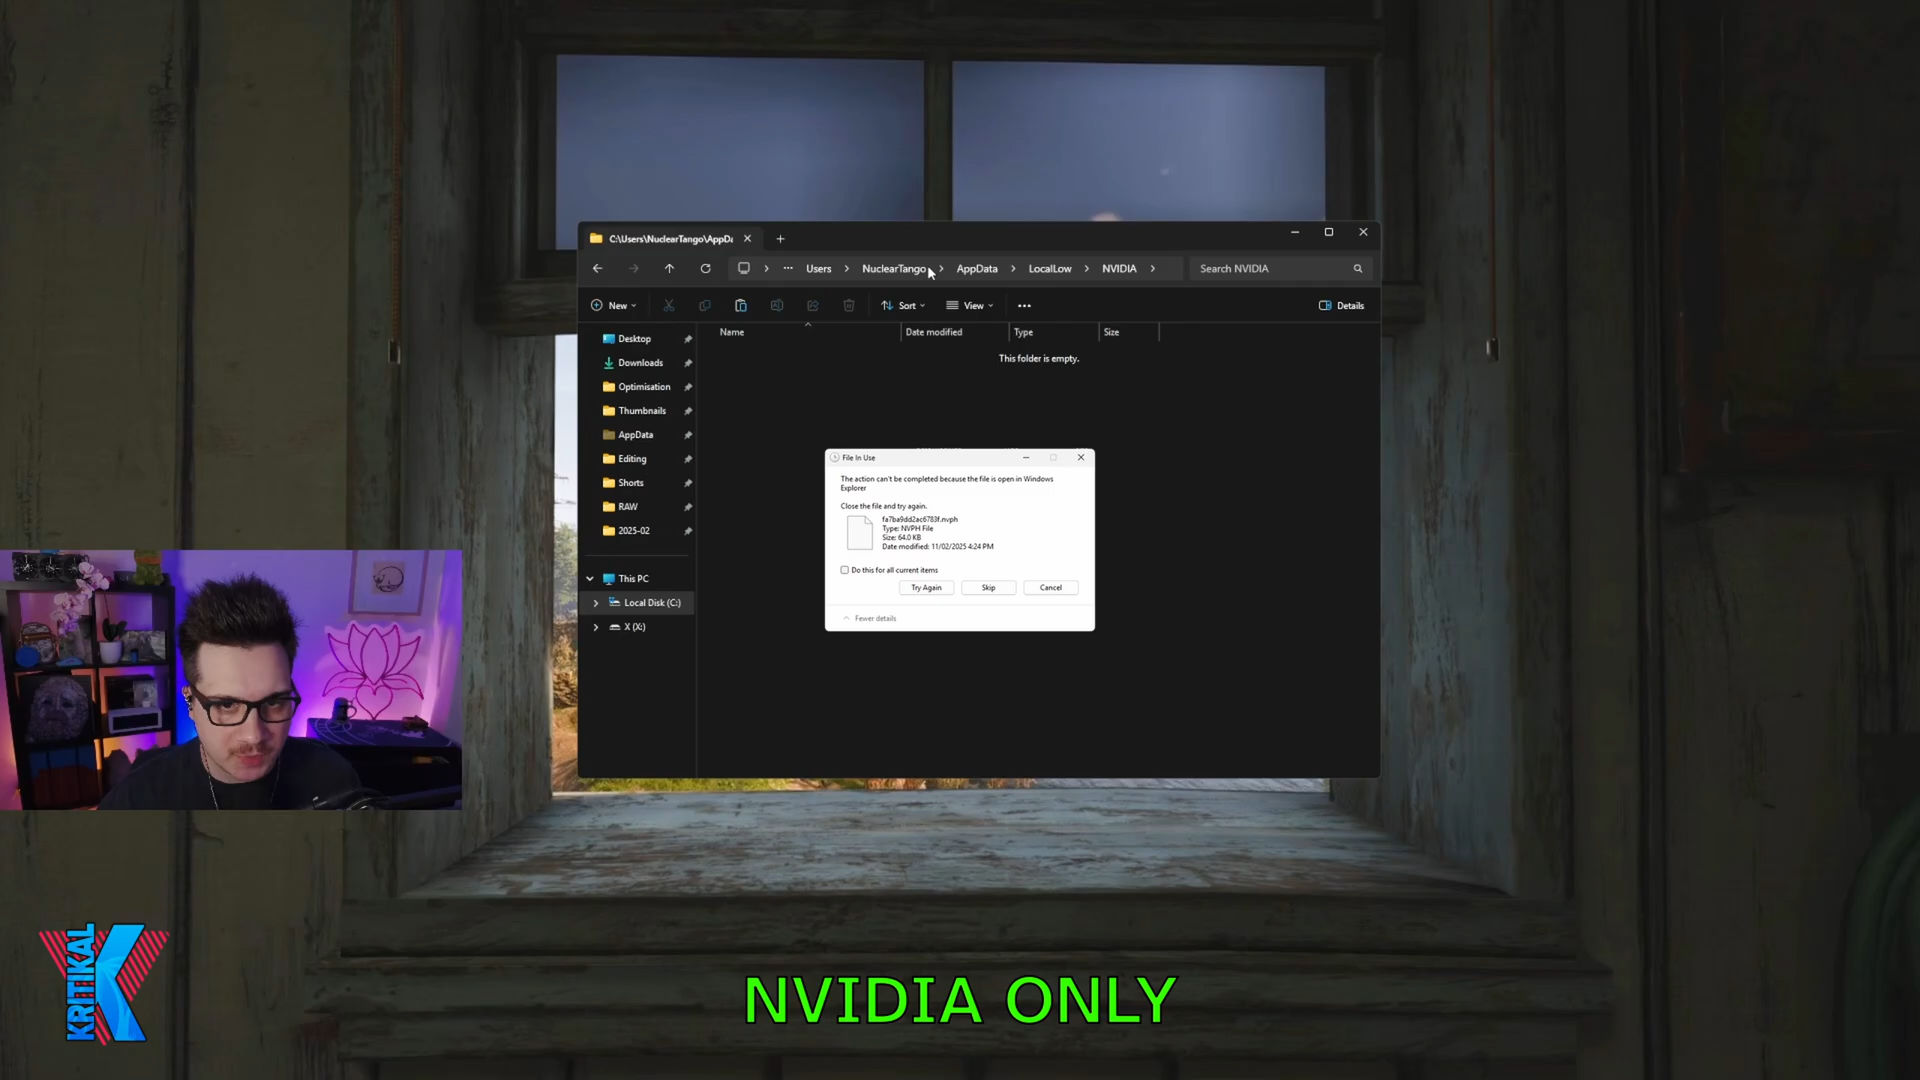 C:\Users\NuclearTango\AppDa
Users
NuclearTango
AppData
LocalLow
NVIDIA
Search NVIDIA
New
Sort
View
Details
Name
Date modified
Type
Size
This folder is empty.
Desktop
Downloads
Optimisation
Thumbnails
AppData
Editing
Shorts
RAW
2025-02
This PC
Local Disk (C:)
X (X:)
File In Use
The action can't be completed because the file is open in Windows
Explorer
Close the file and try again.
fa7ba9dd2ac6783f.nvph
Type: NVPH File
Size: 64.0 KB
Date modified: 11/02/2025 4:24 PM
Do this for all current items
Try Again
Skip
Cancel
Fewer details
KRITIKAL
NVIDIA ONLY